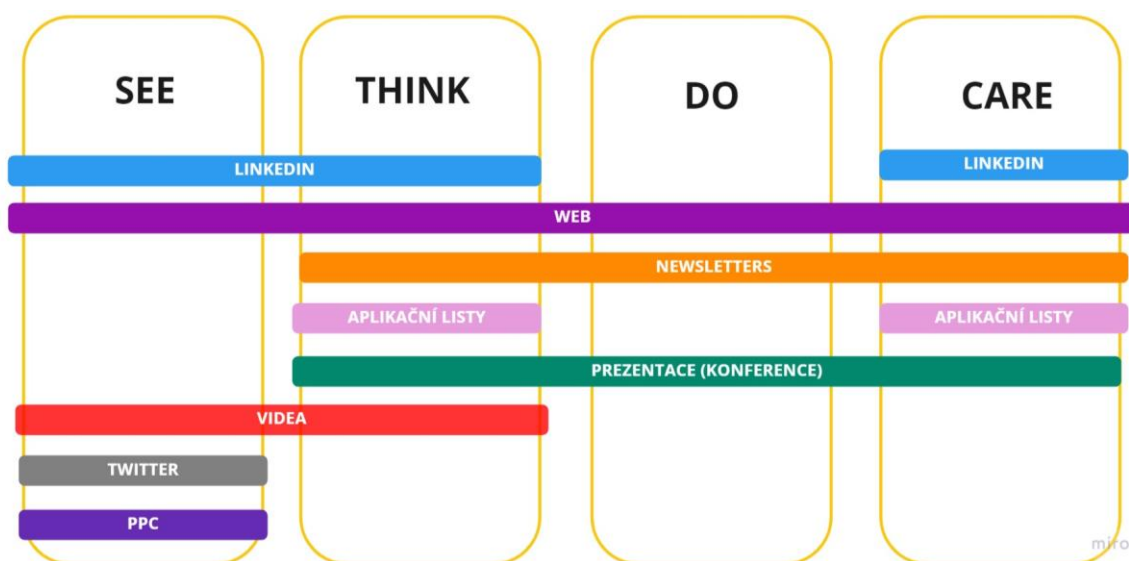 SEE
THINK
DO
CARE
LINKEDIN
LINKEDIN
WEB
NEWSLETTERS
APLIKAČNÍ LISTY
APLIKAČNÍ LISTY
PREZENTACE (KONFERENCE)
VIDEA
TWITTER
PPC
miro